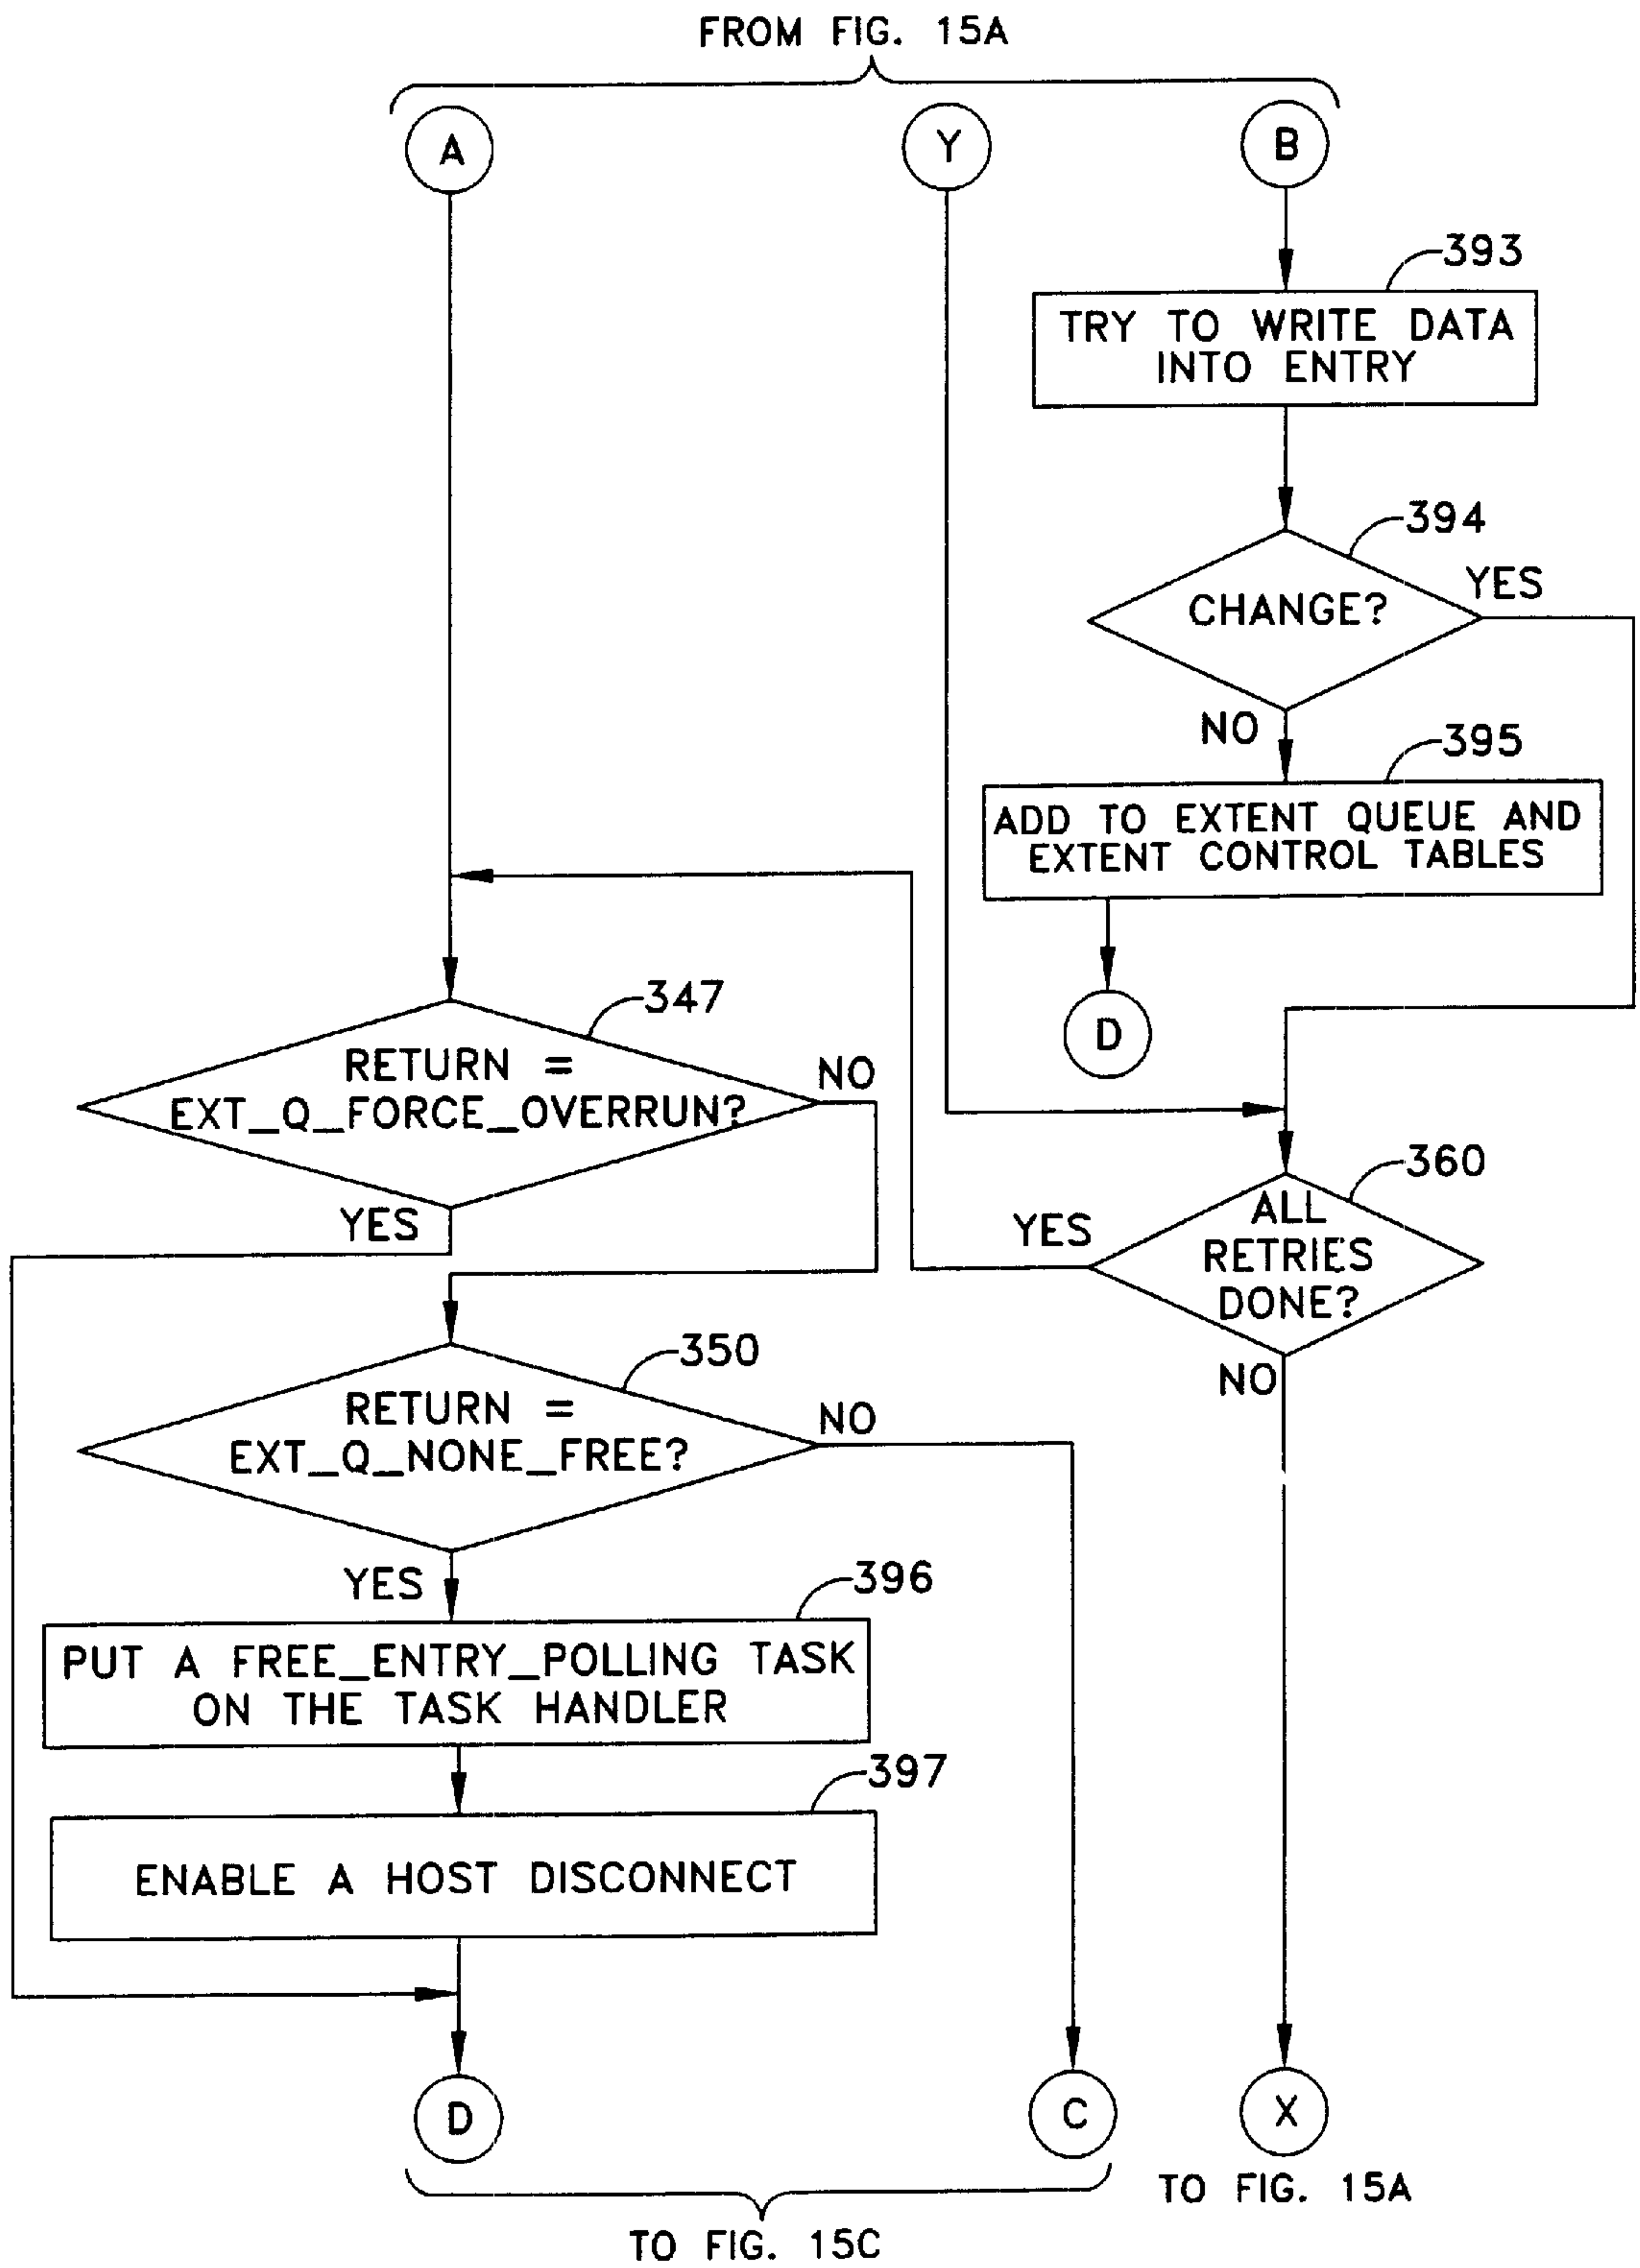 FROM FIG. 15A
A
Y
B
393
TRY TO WRITE DATA
INTO ENTRY
394
CHANGE?
YES
NO
395
ADD TO EXTENT QUEUE AND
EXTENT CONTROL TABLES
D
347
RETURN =
EXT_Q_FORCE_OVERRUN?
NO
YES
360
ALL
RETRIES
DONE?
YES
NO
350
RETURN =
EXT_Q_NONE_FREE?
NO
YES
396
PUT A FREE_ENTRY_POLLING TASK
ON THE TASK HANDLER
397
ENABLE A HOST DISCONNECT
D
C
X
TO FIG. 15A
TO FIG. 15C